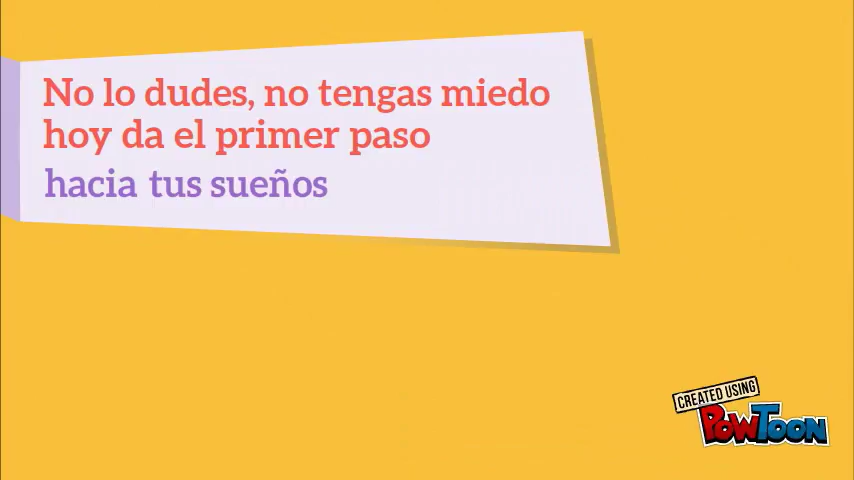 No lo dudes, no tengas miedo
hoy da el primer paso
hacia tus sueños
CREATED USING
POWTOON